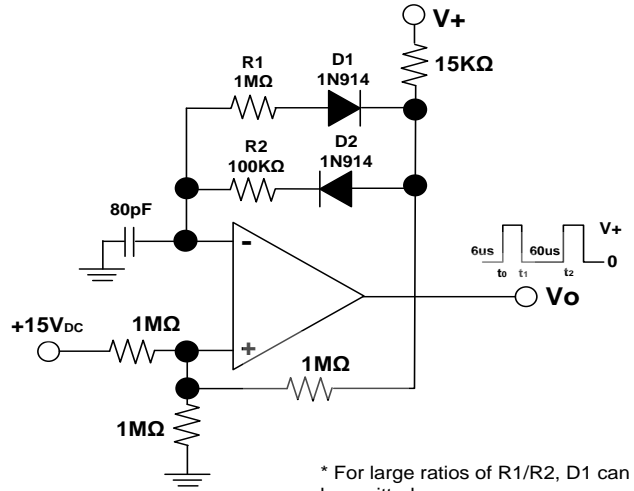 V+
15KΩ
R1
1MΩ
D1
1N914
R2
100KΩ
D2
1N914
80pF
-
+
6us
60us
V+
0
t0 t1 t2
Vo
+15VDC
1MΩ
1MΩ
1MΩ
* For large ratios of R1/R2, D1 can